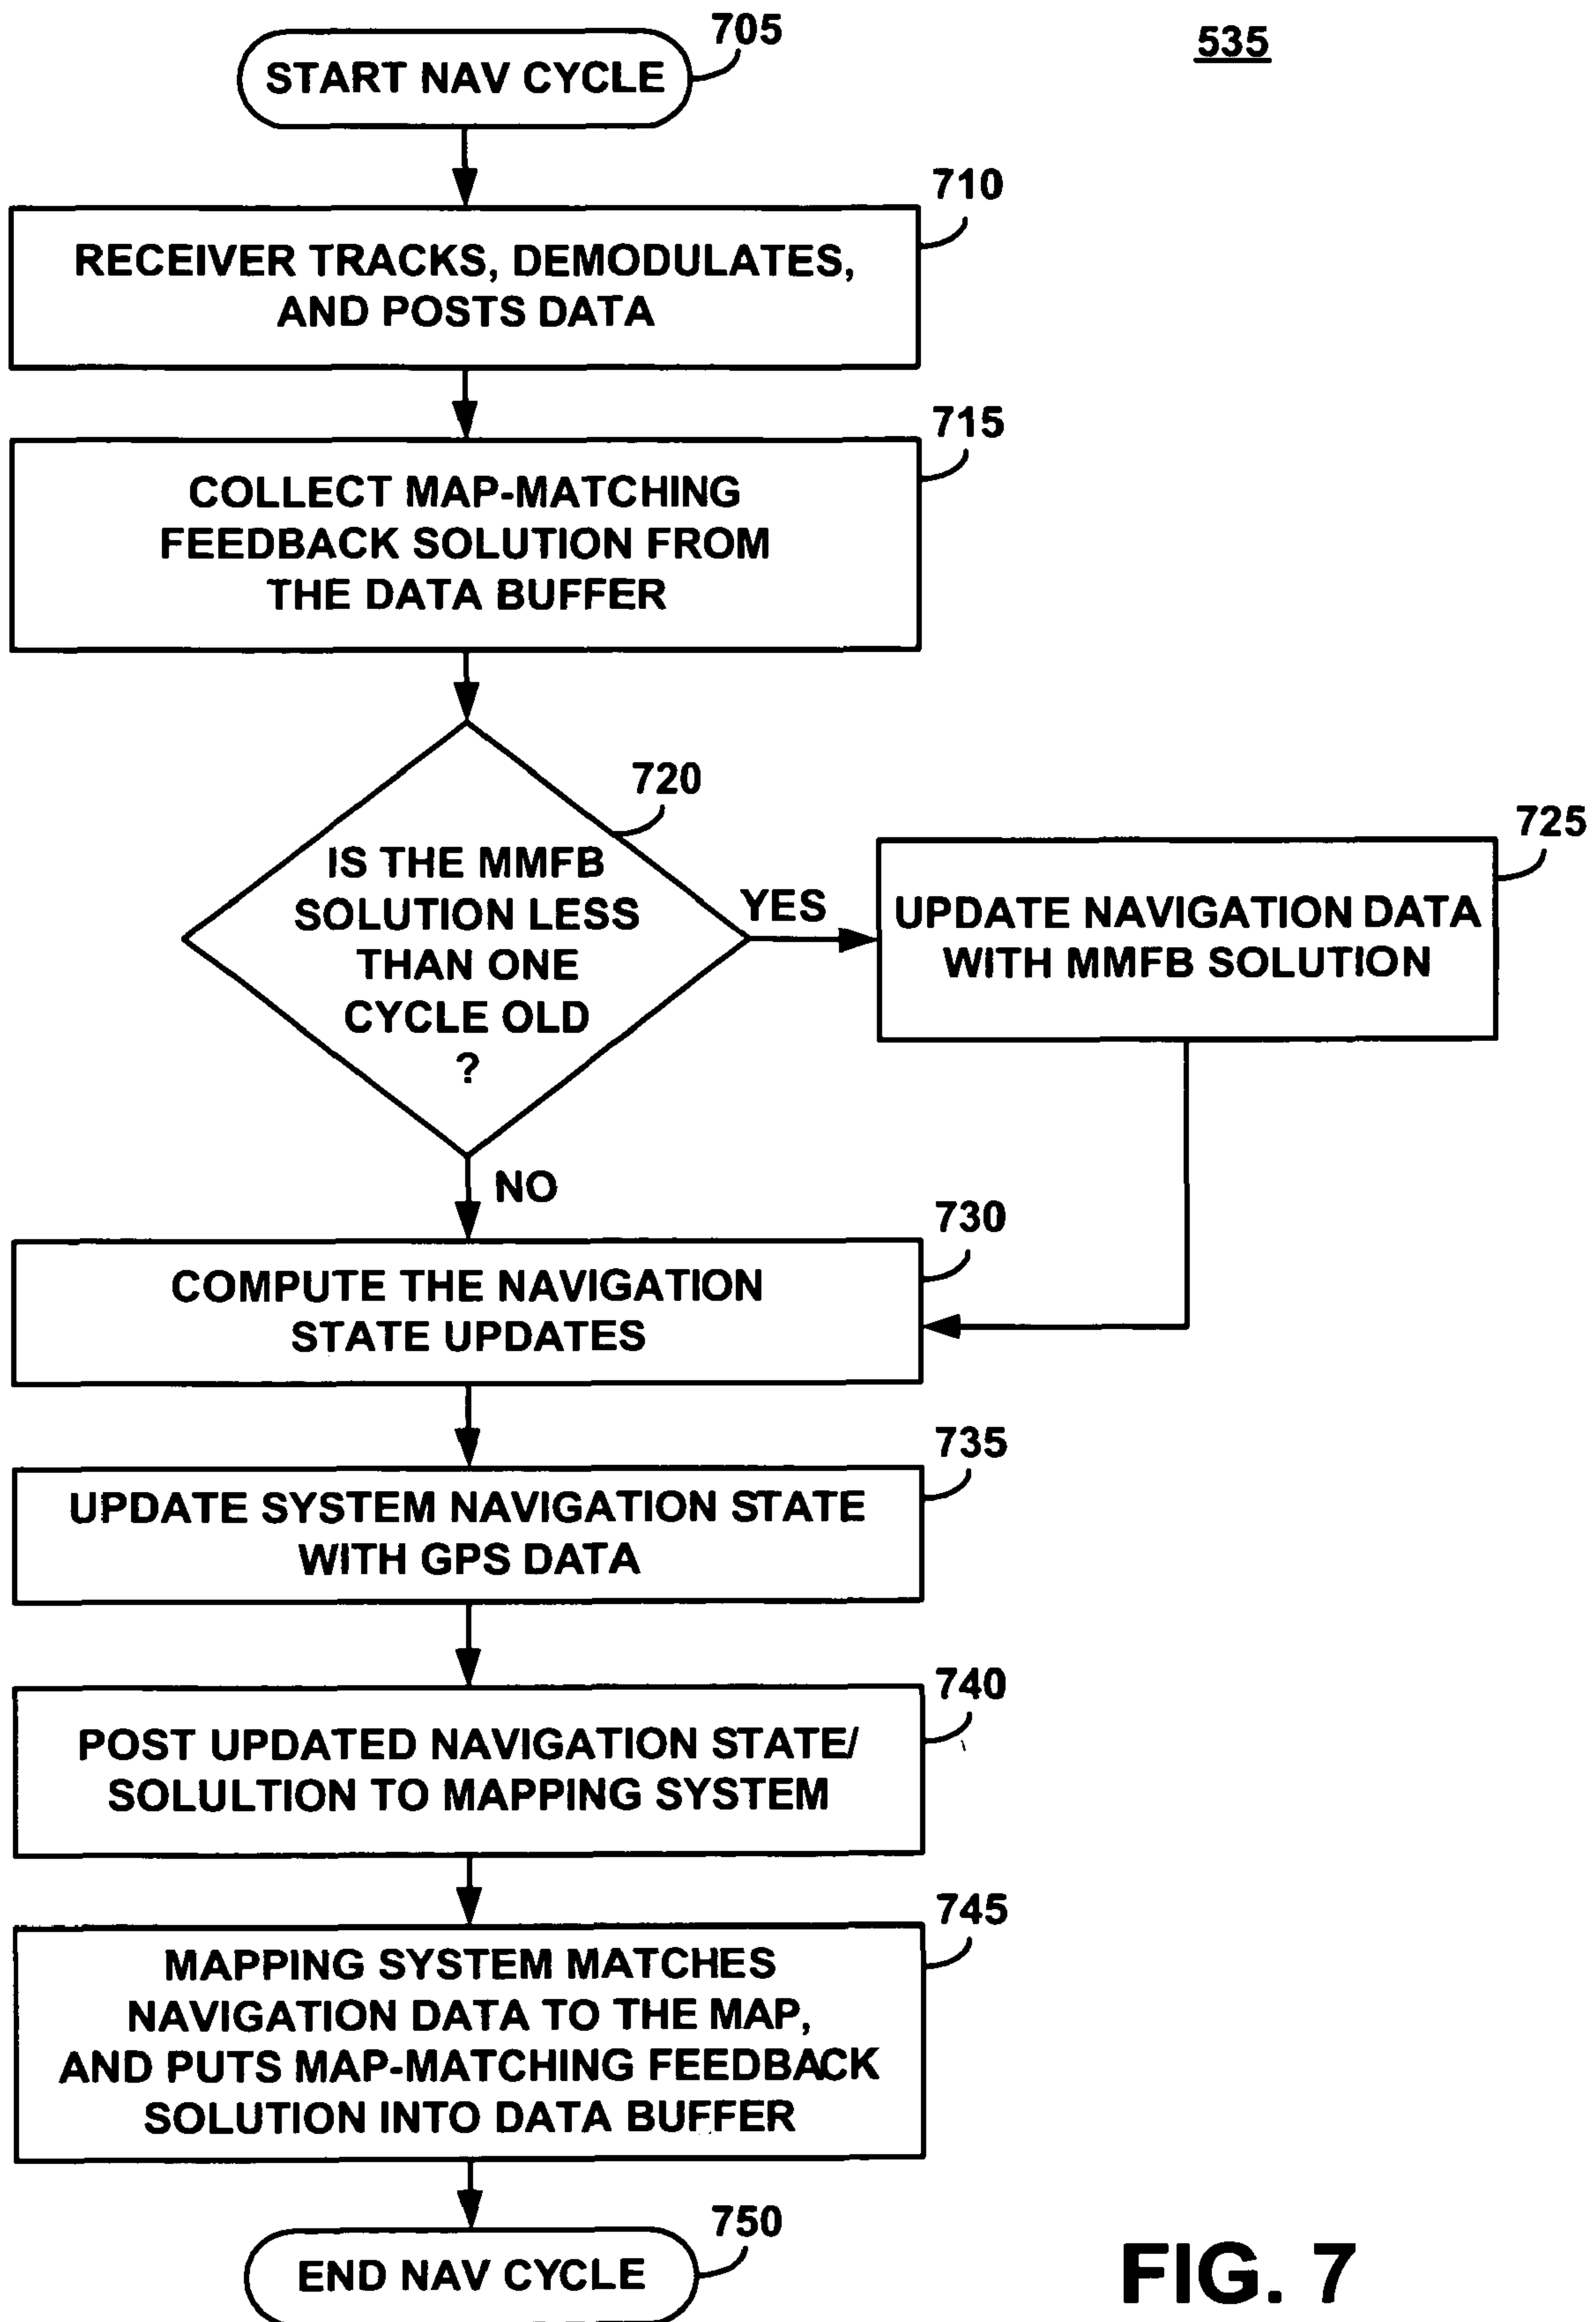 705
535
START NAV CYCLE
710
RECEIVER TRACKS, DEMODULATES,
AND POSTS DATA
715
COLLECT MAP-MATCHING
FEEDBACK SOLUTION FROM
THE DATA BUFFER
720
IS THE MMFB
SOLUTION LESS
THAN ONE
CYCLE OLD
?
YES
725
UPDATE NAVIGATION DATA
WITH MMFB SOLUTION
NO
730
COMPUTE THE NAVIGATION
STATE UPDATES
735
UPDATE SYSTEM NAVIGATION STATE
WITH GPS DATA
740
POST UPDATED NAVIGATION STATE/
SOLULTION TO MAPPING SYSTEM
745
MAPPING SYSTEM MATCHES
NAVIGATION DATA TO THE MAP,
AND PUTS MAP-MATCHING FEEDBACK
SOLUTION INTO DATA BUFFER
750
END NAV CYCLE
FIG. 7